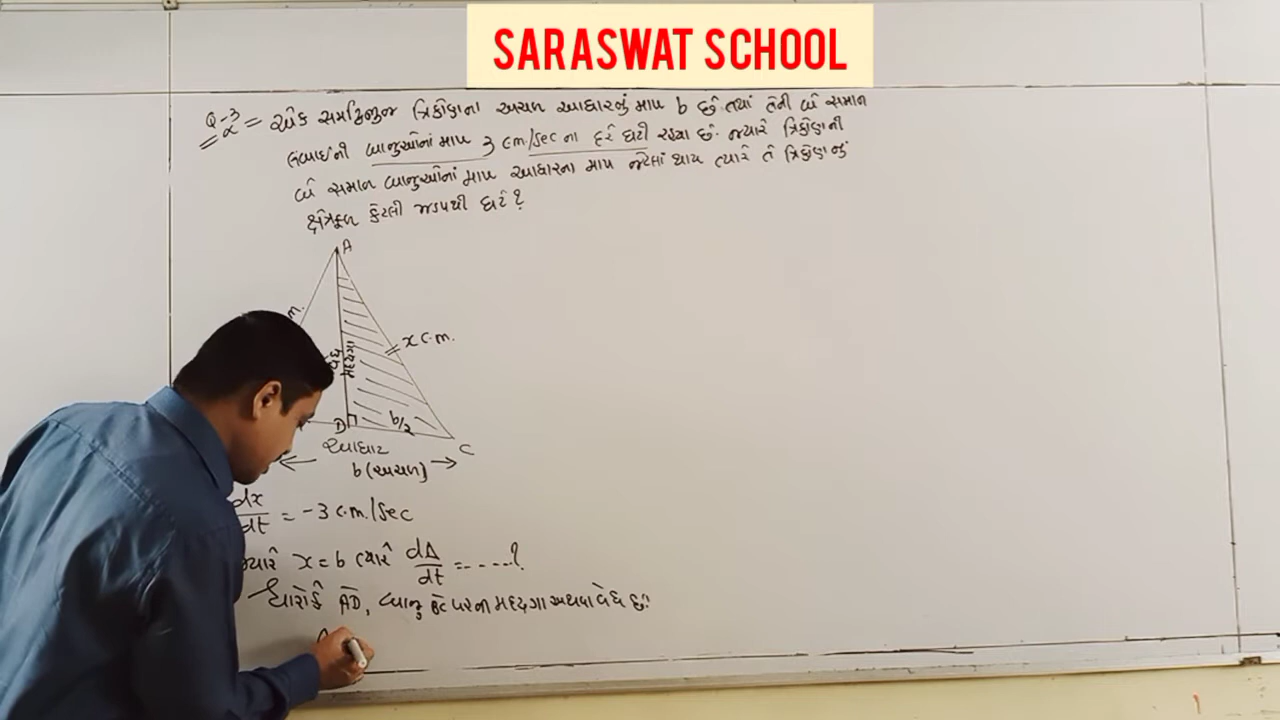 SARASWAT SCHOOL
Q-3
2 = એક સમદ્વિભુજ ત્રિકોણના અચળ આધારનું માપ b છે. તથા તેની બે સમાન
લંબાઈની બાજુઓનાં માપ 3 cm/sec ના દરે ઘટી રહ્યા છે. જ્યારે ત્રિકોણની
બે સમાન બાજુઓનાં માપ આધારના માપ જેટલાં થાય ત્યારે તે ત્રિકોણનું
ક્ષેત્રફળ કેટલી ઝડપથી ઘટે?
A
m.
x c.m.
વેધ
મધ્યગા
D
b/2
C
આધાર
b (અચળ)
dx/dt = -3 c.m./sec
જ્યારે x = b ત્યારે dΔ/dt = -----?
ધારોકે AD, બાજુ BC પરના મધ્યગા અથવા વેધ છે.